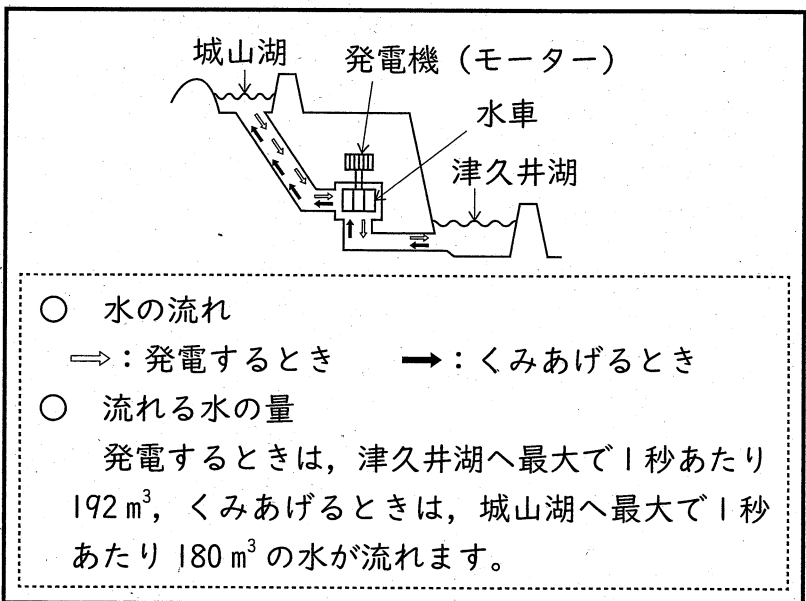 城山湖
発電機（モーター）
水車
津久井湖
○　水の流れ
⇨：発電するとき　　➡：くみあげるとき
○　流れる水の量
発電するときは，津久井湖へ最大で1秒あたり
192 m³，くみあげるときは，城山湖へ最大で1秒
あたり180 m³の水が流れます。